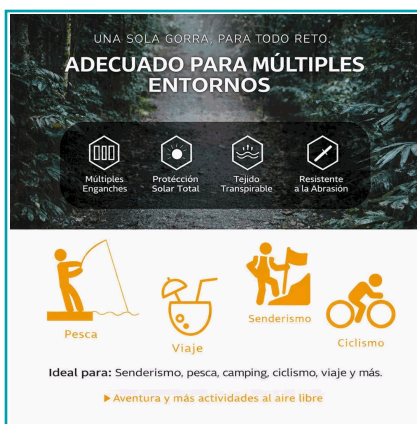 UNA SOLA GORRA, PARA TODO RETO.
ADECUADO PARA MÚLTIPLES
ENTORNOS
Múltiples
Enganches
Protécción
Solar Total
Tejido
Transpirable
Resistente
a la Abrasión
Pesca
Viaje
Senderismo
Ciclismo
Ideal para: Senderismo, pesca, camping, ciclismo, viaje y más.
▶ Aventura y más actividades al aire libre